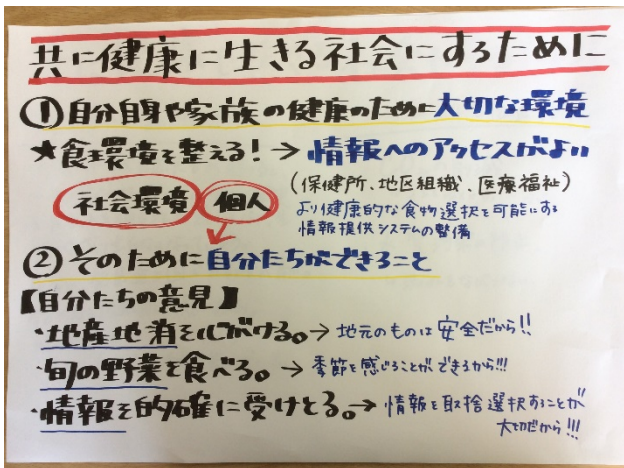 共に健康に生きる社会にするために
①自分自身や家族の健康のために大切な環境
★食環境を整える！→情報へのアクセスがよい
社会環境 個人 (保健所、地区組織、医療福祉)
より健康的な食物選択を可能にする
情報提供システムの整備
②そのために自分たちができること
【自分たちの意見】
・地産地消を心がける。→地元のものは安全だから!!
・旬の野菜を食べる。→季節を感じることができるから!!!
・情報を的確に受けとる。→情報を取捨選択することが
大切だから!!!